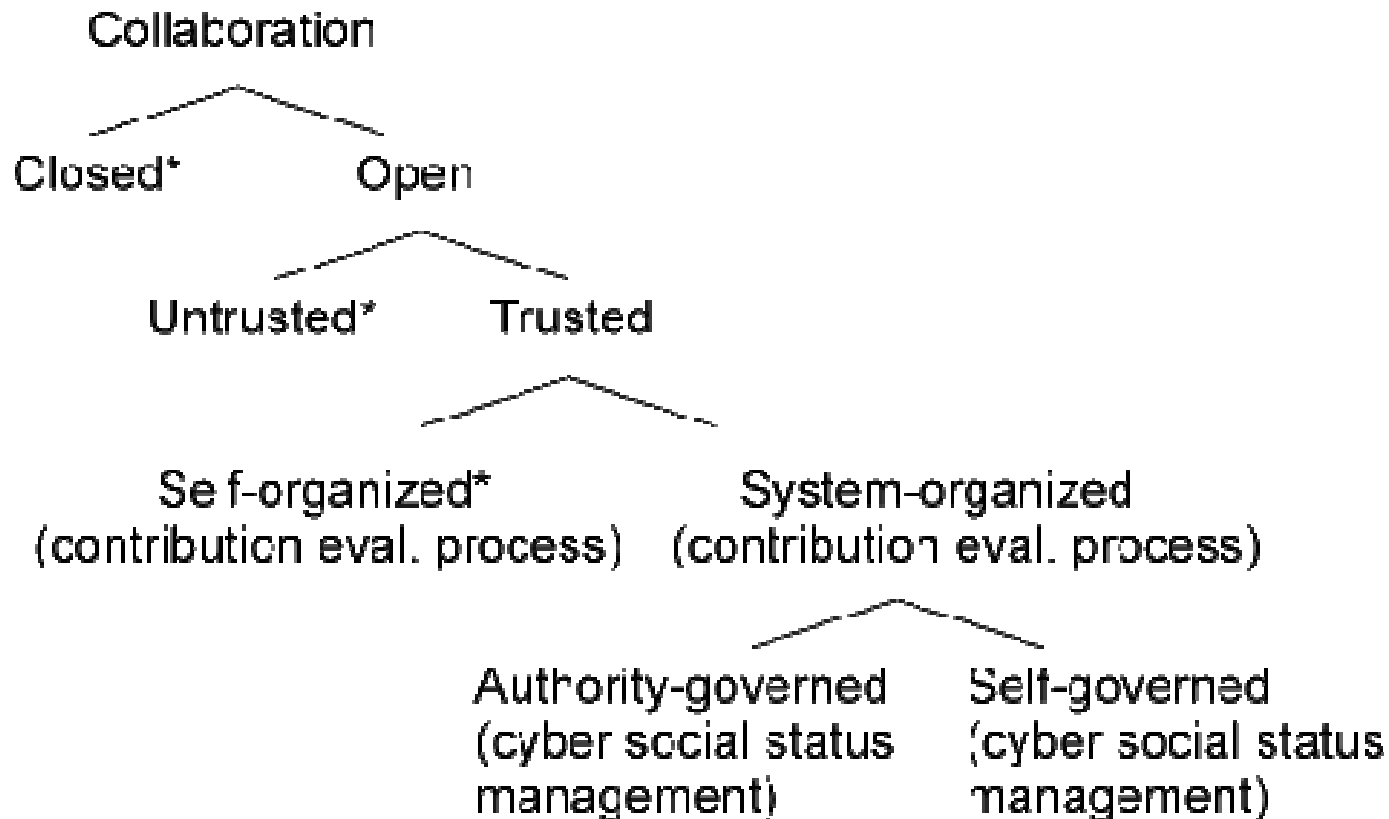 Collaboration
Closed* Open
Untrusted* Trusted
Self-organized* System-organized
(contribution eval. process) (contribution eval. process)
Authority-governed Self-governed
(cyber social status (cyber social status
management) management)